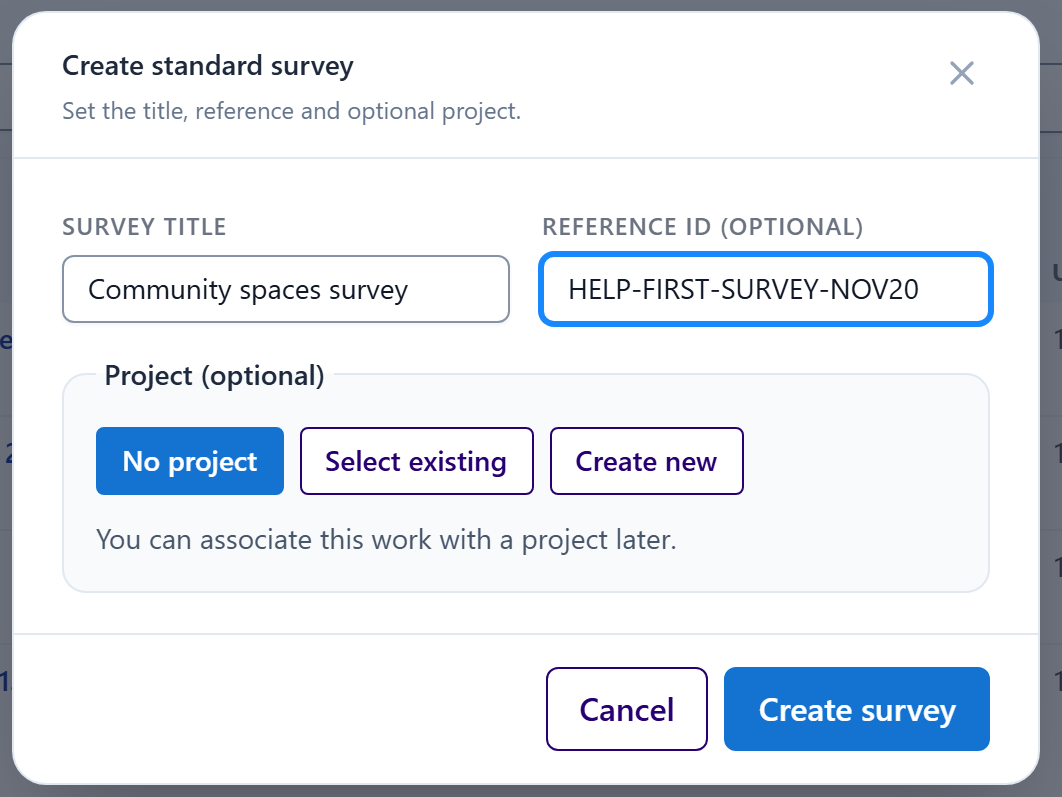 Create standard survey
Set the title, reference and optional project.
SURVEY TITLE
REFERENCE ID (OPTIONAL)
Community spaces survey
HELP-FIRST-SURVEY-NOV20
Project (optional)
No project
Select existing
Create new
You can associate this work with a project later.
Cancel
Create survey